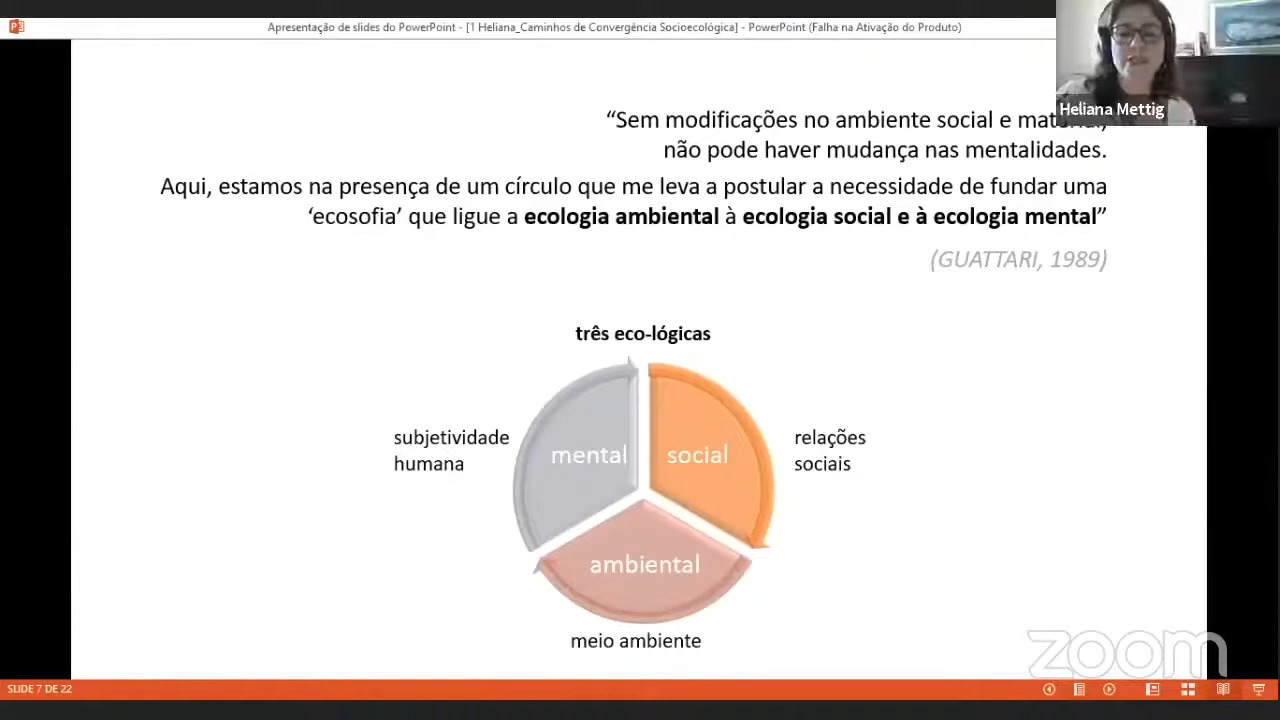 Apresentação de slides do PowerPoint - [1 Heliana_Caminhos de Convergência Socioecológica] - PowerPoint (Falha na Ativação do Produto)
Heliana Mettig
“Sem modificações no ambiente social e material,
não pode haver mudança nas mentalidades.
Aqui, estamos na presença de um círculo que me leva a postular a necessidade de fundar uma
‘ecosofia’ que ligue a ecologia ambiental à ecologia social e à ecologia mental”
(GUATTARI, 1989)
três eco-lógicas
subjetividade
humana
mental
social
relações
sociais
ambiental
meio ambiente
zoom
SLIDE 7 DE 22